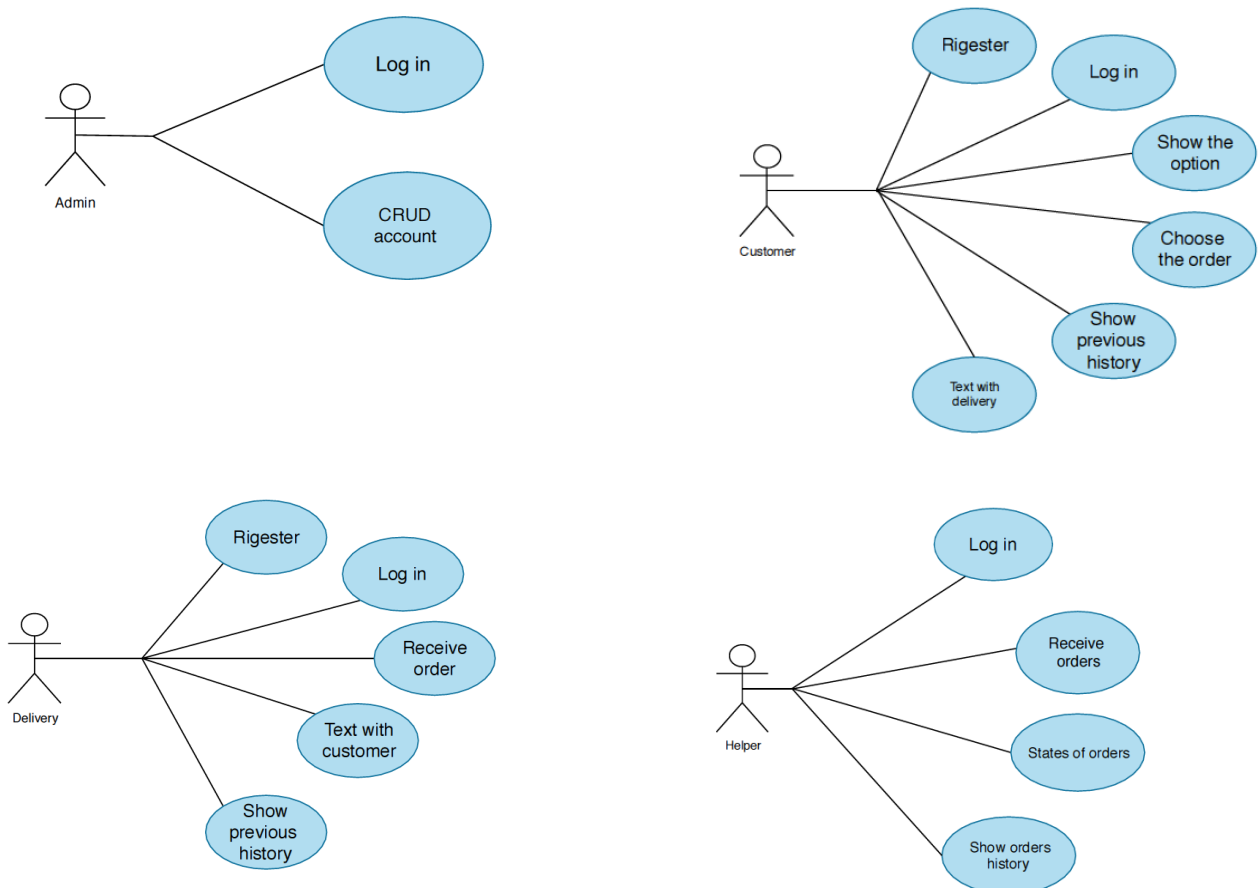 Log in
CRUD
account
Admin
Rigester
Log in
Show the
option
Choose
the order
Show
previous
history
Text with
delivery
Customer
Rigester
Log in
Receive
order
Text with
customer
Show
previous
history
Delivery
Log in
Receive
orders
States of orders
Show orders
history
Helper